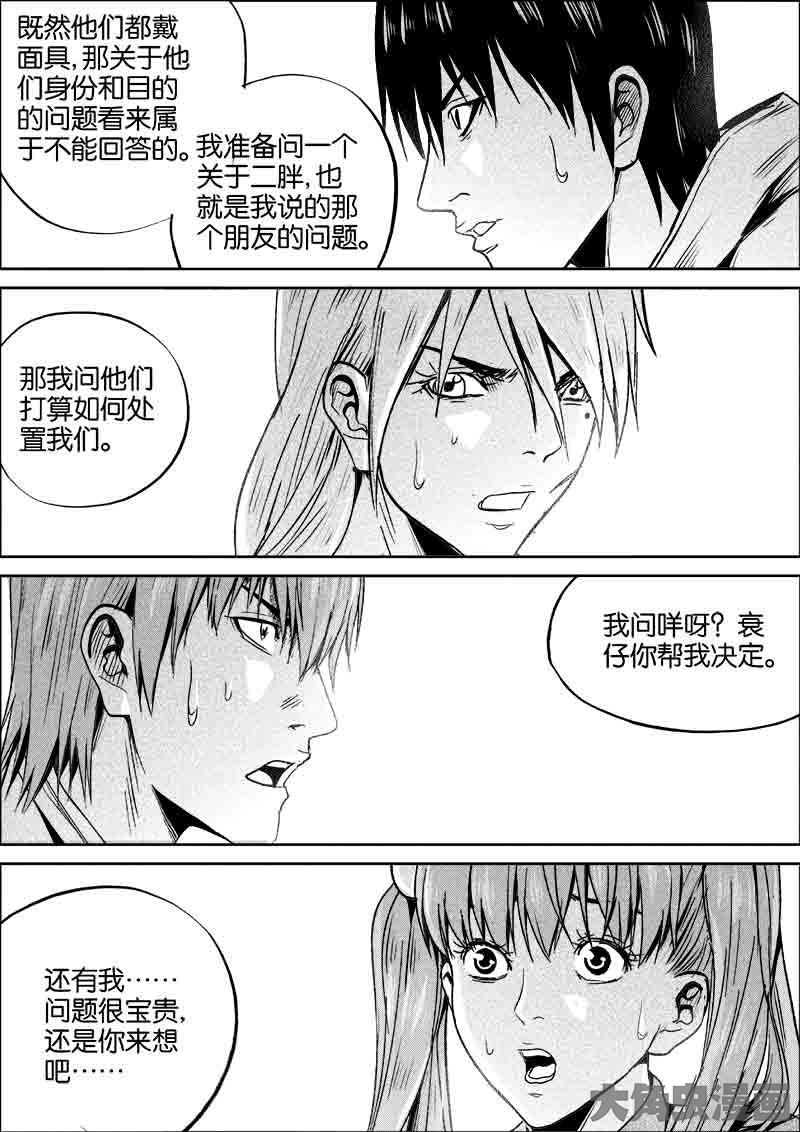 既然他们都戴
面具，那关于他
们身份和目的
的问题看来属
于不能回答的。
我准备问一个
关于二胖，也
就是我说的那
个朋友的问题。
那我问他们
打算如何处
置我们。
我问咩呀？衰
仔你帮我决定。
还有我……
问题很宝贵，
还是你来想
吧……
大角虫漫画